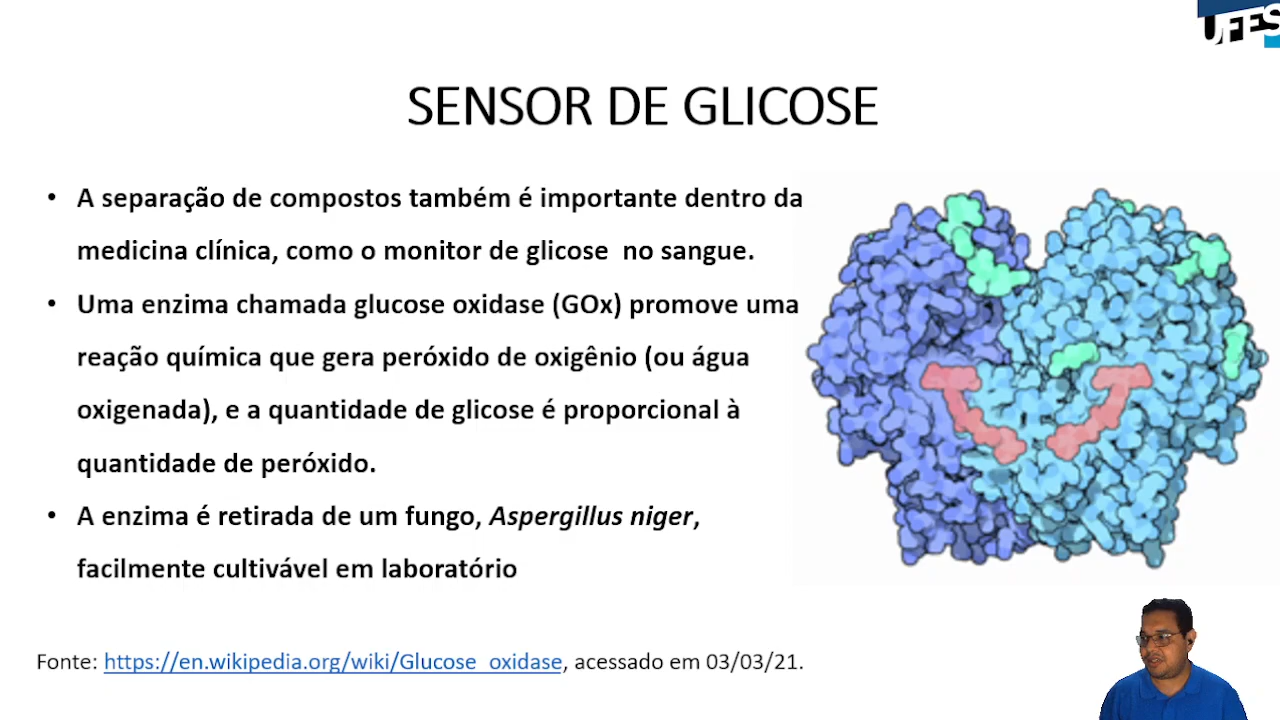 UFES
SENSOR DE GLICOSE
• A separação de compostos também é importante dentro da
medicina clínica, como o monitor de glicose no sangue.
• Uma enzima chamada glucose oxidase (GOx) promove uma
reação química que gera peróxido de oxigênio (ou água
oxigenada), e a quantidade de glicose é proporcional à
quantidade de peróxido.
• A enzima é retirada de um fungo, Aspergillus niger,
facilmente cultivável em laboratório
Fonte: https://en.wikipedia.org/wiki/Glucose_oxidase, acessado em 03/03/21.